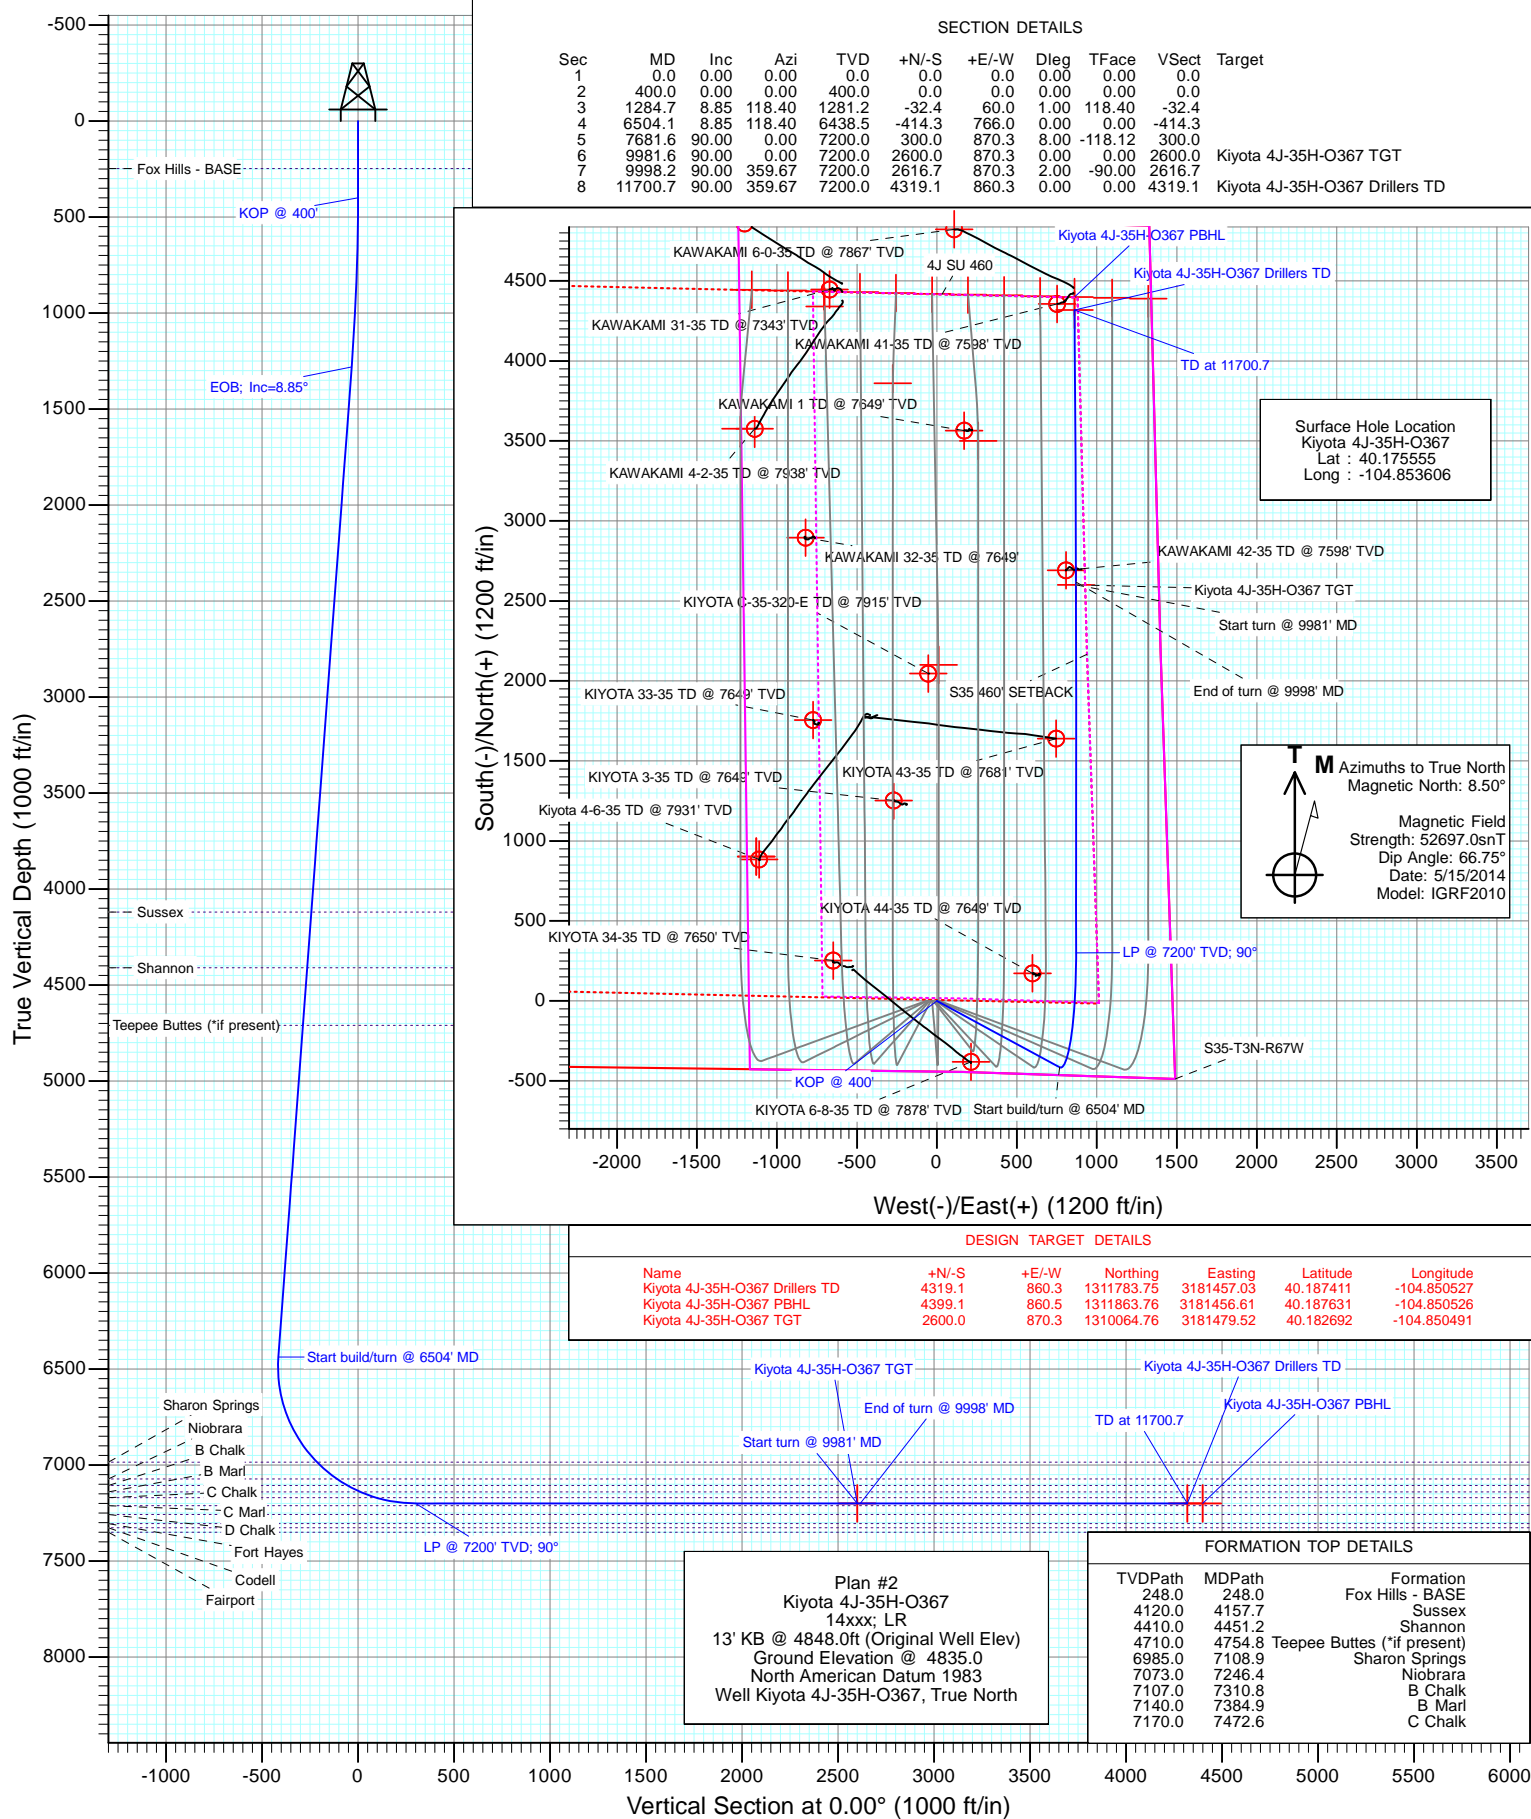 SECTION DETAILS
Sec MD Inc Azi TVD +N/-S +E/-W Dleg TFace VSect Target
1 0.0 0.00 0.00 0.0 0.0 0.0 0.00 0.00 0.0
2 400.0 0.00 0.00 400.0 0.0 0.0 0.00 0.00 0.0
3 1284.7 8.85 118.40 1281.2 -32.4 60.0 1.00 118.40 -32.4
4 6504.1 8.85 118.40 6438.5 -414.3 766.0 0.00 0.00 -414.3
5 7681.6 90.00 0.00 7200.0 300.0 870.3 8.00 -118.12 300.0
6 9981.6 90.00 0.00 7200.0 2600.0 870.3 0.00 0.00 2600.0 Kiyota 4J-35H-O367 TGT
7 9998.2 90.00 359.67 7200.0 2616.7 870.3 2.00 -90.00 2616.7
8 11700.7 90.00 359.67 7200.0 4319.1 860.3 0.00 0.00 4319.1 Kiyota 4J-35H-O367 Drillers TD
True Vertical Depth (1000 ft/in)
-500
0
500
1000
1500
2000
2500
3000
3500
4000
4500
5000
5500
6000
6500
7000
7500
8000
Fox Hills - BASE
KOP @ 400'
EOB; Inc=8.85°
Sussex
Shannon
Teepee Buttes (*if present)
Start build/turn @ 6504' MD
Sharon Springs
Niobrara
B Chalk
B Marl
C Chalk
C Marl
D Chalk
Fort Hayes
Codell
Fairport
LP @ 7200' TVD; 90°
Kiyota 4J-35H-O367 TGT
End of turn @ 9998' MD
Start turn @ 9981' MD
Kiyota 4J-35H-O367 Drillers TD
Kiyota 4J-35H-O367 PBHL
TD at 11700.7
-1000 -500 0 500 1000 1500 2000 2500 3000 3500 4000 4500 5000 5500 6000
Vertical Section at 0.00° (1000 ft/in)
South(-)/North(+) (1200 ft/in)
4500
4000
3500
3000
2500
2000
1500
1000
500
0
-500
KAWAKAMI 6-0-35 TD @ 7867' TVD
4J SU 460
Kiyota 4J-35H-O367 PBHL
Kiyota 4J-35H-O367 Drillers TD
KAWAKAMI 31-35 TD @ 7343' TVD
KAWAKAMI 41-35 TD @ 7598' TVD
TD at 11700.7
KAWAKAMI 1 TD @ 7649' TVD
KAWAKAMI 4-2-35 TD @ 7938' TVD
KAWAKAMI 32-35 TD @ 7649'
KAWAKAMI 42-35 TD @ 7598' TVD
Kiyota 4J-35H-O367 TGT
KIYOTA C-35-320-E TD @ 7915' TVD
Start turn @ 9981' MD
KIYOTA 33-35 TD @ 7649' TVD
S35 460' SETBACK
End of turn @ 9998' MD
KIYOTA 3-35 TD @ 7649' TVD
KIYOTA 43-35 TD @ 7681' TVD
Kiyota 4-6-35 TD @ 7931' TVD
KIYOTA 44-35 TD @ 7649' TVD
KIYOTA 34-35 TD @ 7650' TVD
LP @ 7200' TVD; 90°
S35-T3N-R67W
KOP @ 400'
KIYOTA 6-8-35 TD @ 7878' TVD
Start build/turn @ 6504' MD
-2000 -1500 -1000 -500 0 500 1000 1500 2000 2500 3000 3500
West(-)/East(+) (1200 ft/in)
Surface Hole Location
Kiyota 4J-35H-O367
Lat : 40.175555
Long : -104.853606
T
M
Azimuths to True North
Magnetic North: 8.50°
Magnetic Field
Strength: 52697.0snT
Dip Angle: 66.75°
Date: 5/15/2014
Model: IGRF2010
DESIGN TARGET DETAILS
Name +N/-S +E/-W Northing Easting Latitude Longitude
Kiyota 4J-35H-O367 Drillers TD 4319.1 860.3 1311783.75 3181457.03 40.187411 -104.850527
Kiyota 4J-35H-O367 PBHL 4399.1 860.5 1311863.76 3181456.61 40.187631 -104.850526
Kiyota 4J-35H-O367 TGT 2600.0 870.3 1310064.76 3181479.52 40.182692 -104.850491
Plan #2
Kiyota 4J-35H-O367
14xxx; LR
13' KB @ 4848.0ft (Original Well Elev)
Ground Elevation @ 4835.0
North American Datum 1983
Well Kiyota 4J-35H-O367, True North
FORMATION TOP DETAILS
TVDPath MDPath Formation
248.0 248.0 Fox Hills - BASE
4120.0 4157.7 Sussex
4410.0 4451.2 Shannon
4710.0 4754.8 Teepee Buttes (*if present)
6985.0 7108.9 Sharon Springs
7073.0 7246.4 Niobrara
7107.0 7310.8 B Chalk
7140.0 7384.9 B Marl
7170.0 7472.6 C Chalk